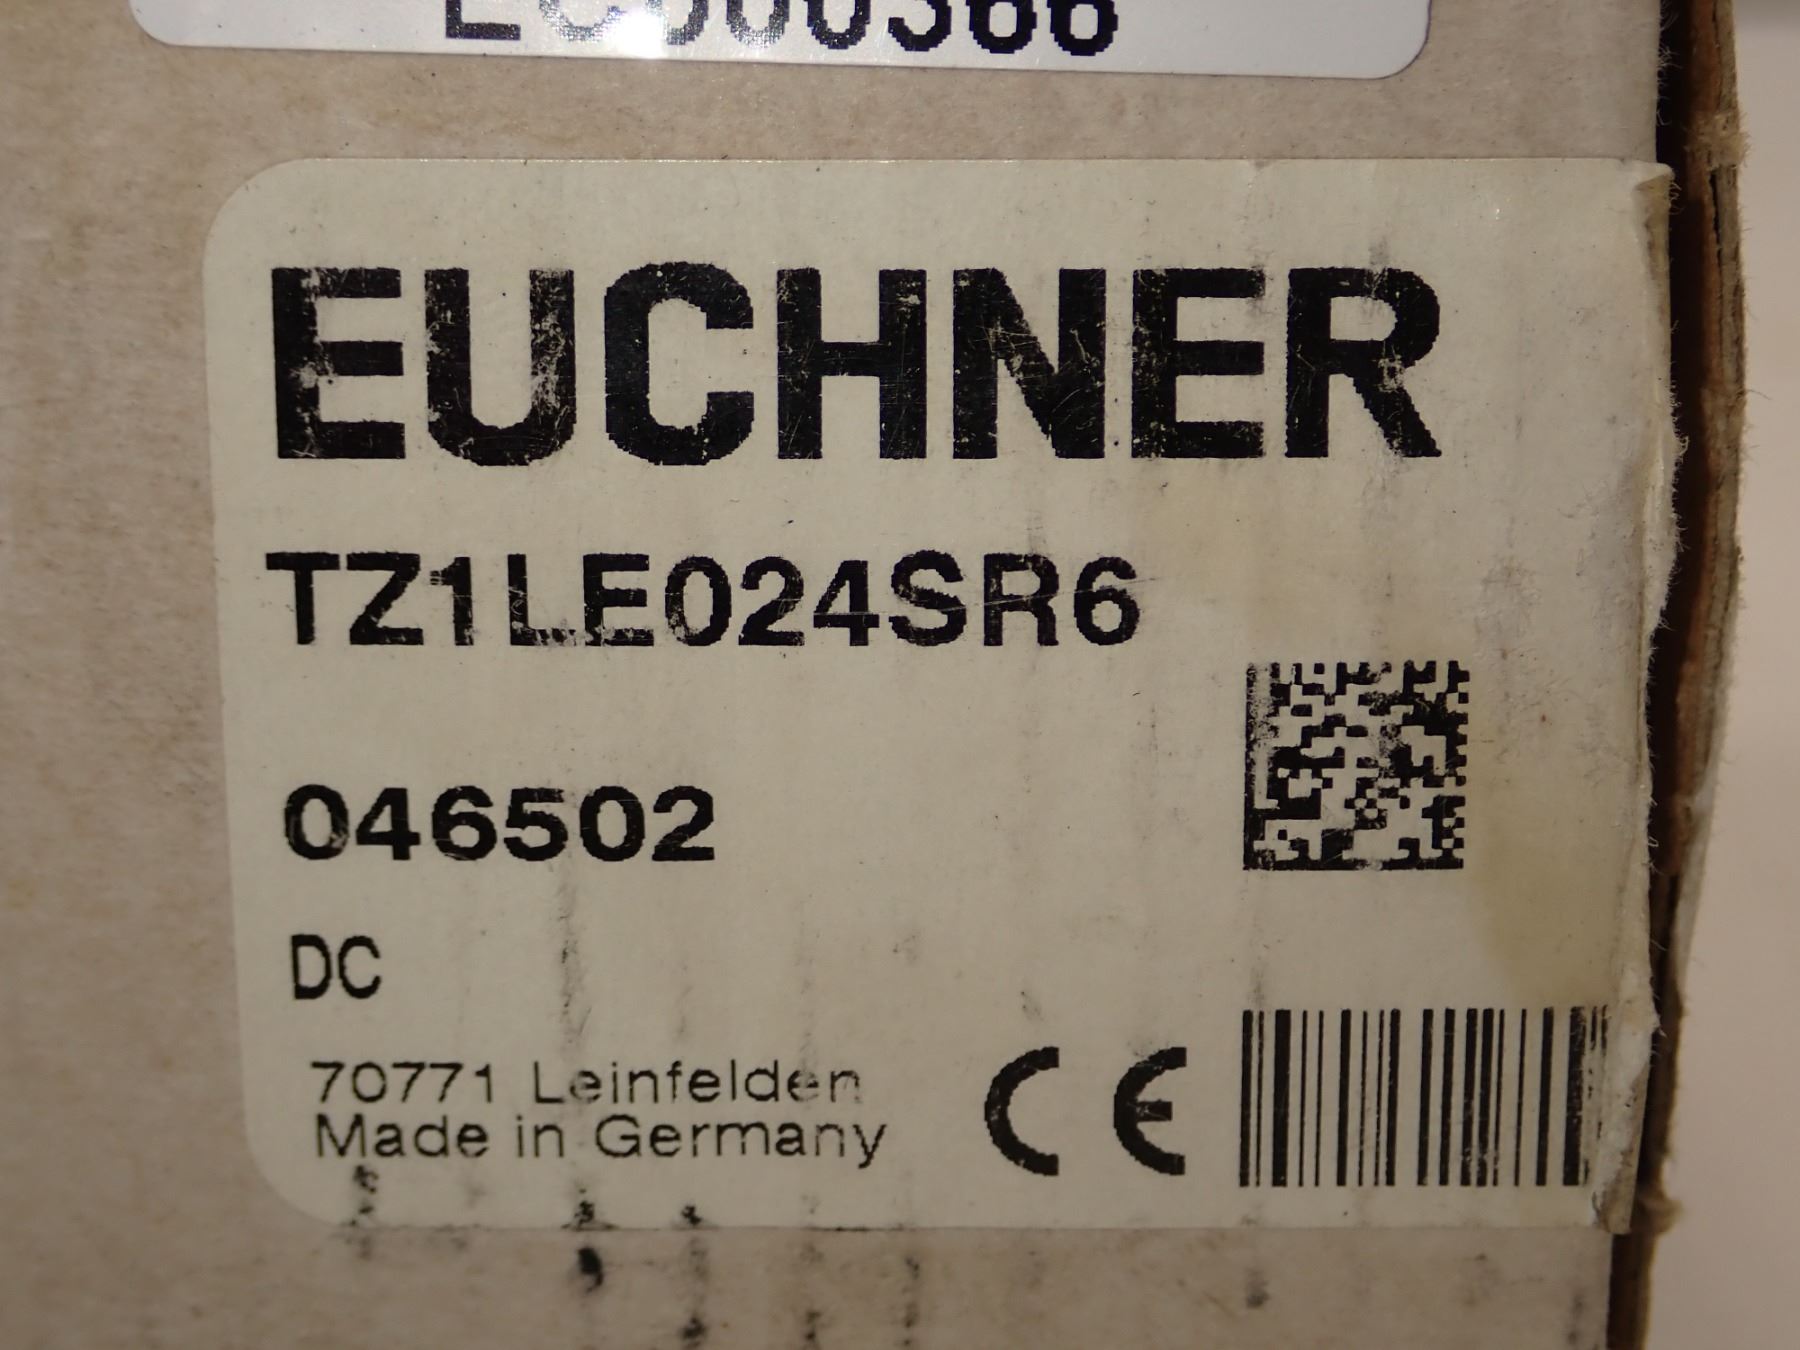 EUCHNER
TZ1LE024SR6
046502
DC
70771 Leinfelden
Made in Germany
CE